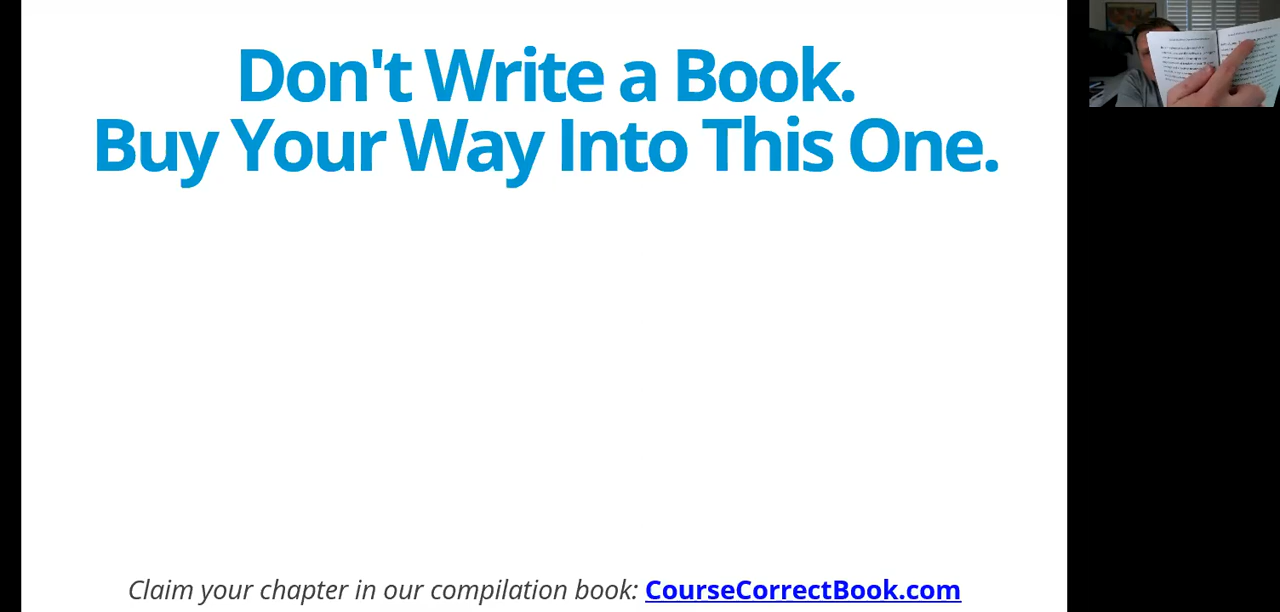 Don't Write a Book.
Buy Your Way Into This One.
Claim your chapter in our compilation book: CourseCorrectBook.com